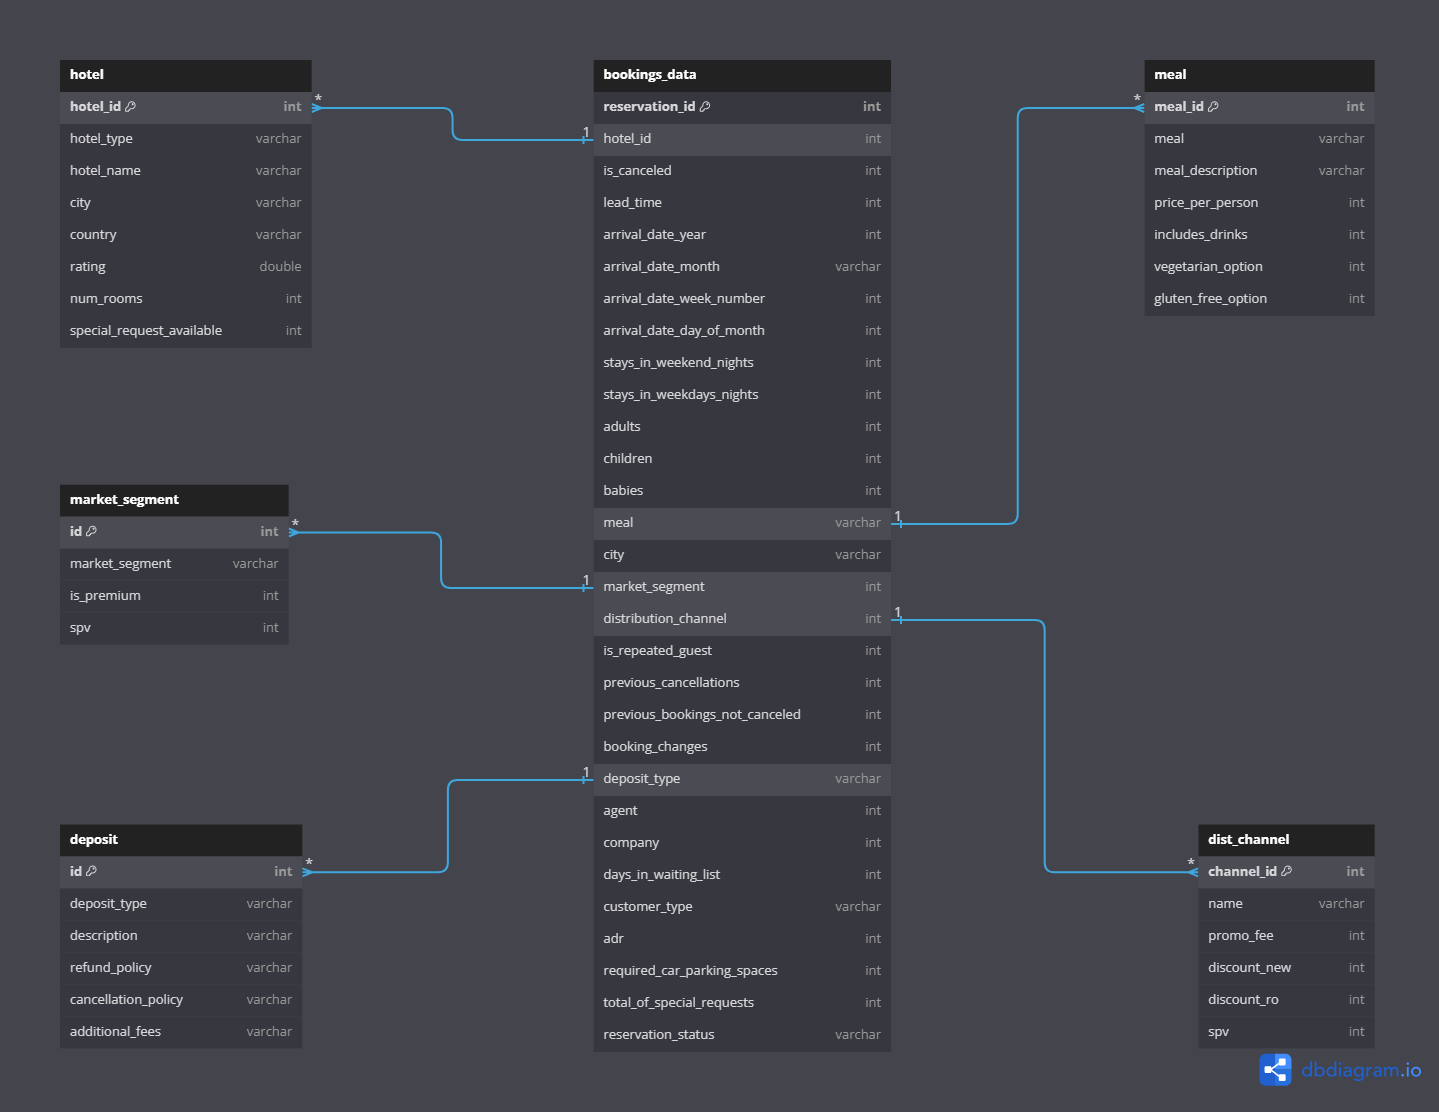 hotel
hotel_id int
hotel_type varchar
hotel_name varchar
city varchar
country varchar
rating double
num_rooms int
special_request_available int
*
1
bookings_data
reservation_id int
hotel_id int
is_canceled int
lead_time int
arrival_date_year int
arrival_date_month varchar
arrival_date_week_number int
arrival_date_day_of_month int
stays_in_weekend_nights int
stays_in_weekdays_nights int
adults int
children int
babies int
meal varchar
city varchar
market_segment int
distribution_channel int
is_repeated_guest int
previous_cancellations int
previous_bookings_not_canceled int
booking_changes int
deposit_type varchar
agent int
company int
days_in_waiting_list int
customer_type varchar
adr int
required_car_parking_spaces int
total_of_special_requests int
reservation_status varchar
1
*
meal
meal_id int
meal varchar
meal_description varchar
price_per_person int
includes_drinks int
vegetarian_option int
gluten_free_option int
market_segment
id int
market_segment varchar
is_premium int
spv int
*
1
deposit
id int
deposit_type varchar
description varchar
refund_policy varchar
cancellation_policy varchar
additional_fees varchar
*
1
1
*
dist_channel
channel_id int
name varchar
promo_fee int
discount_new int
discount_ro int
spv int
dbdiagram.io